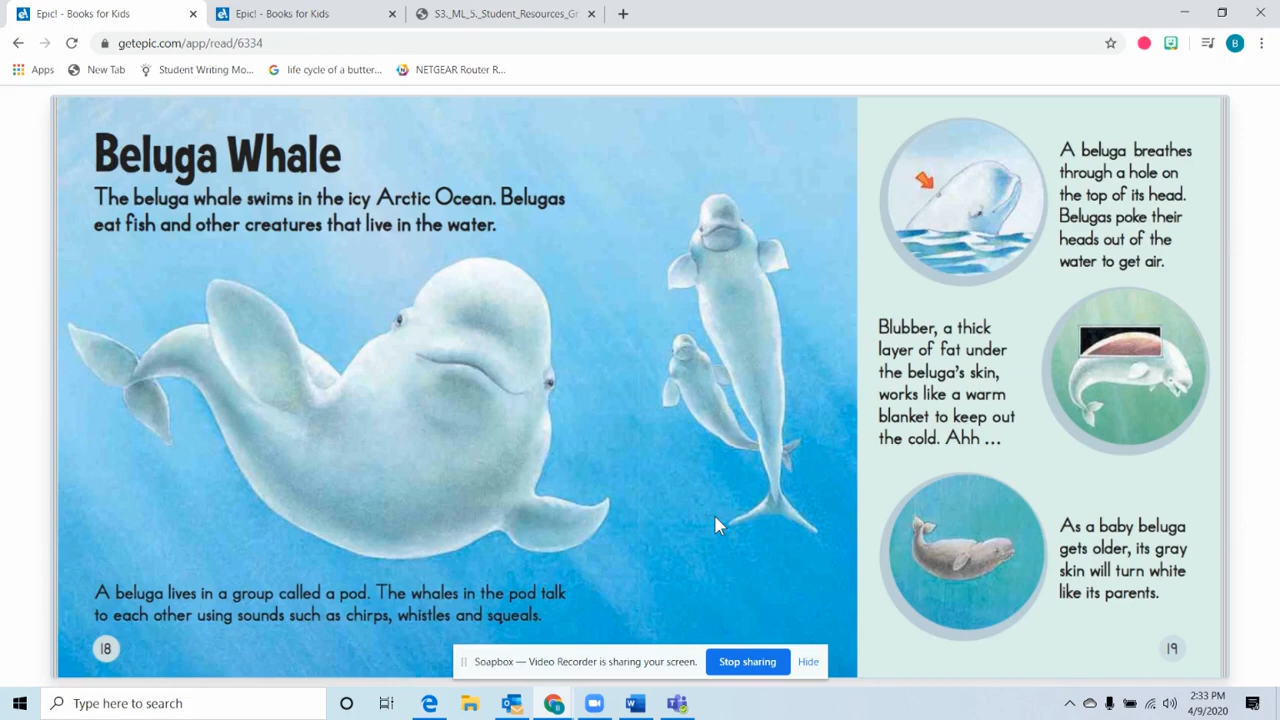 Epic! - Books for Kids
Epic! - Books for Kids
S3._ML_5._Student_Resources_Gr
getepic.com/app/read/6334
B
Apps
New Tab
Student Writing Mo...
life cycle of a butter...
NETGEAR Router R...
Beluga Whale
The beluga whale swims in the icy Arctic Ocean. Belugas
eat fish and other creatures that live in the water.
A beluga lives in a group called a pod. The whales in the pod talk
to each other using sounds such as chirps, whistles and squeals.
18
A beluga breathes
through a hole on
the top of its head.
Belugas poke their
heads out of the
water to get air.
Blubber, a thick
layer of fat under
the beluga's skin,
works like a warm
blanket to keep out
the cold. Ahh ...
As a baby beluga
gets older, its gray
skin will turn white
like its parents.
19
Soapbox — Video Recorder is sharing your screen.
Stop sharing
Hide
Type here to search
2:33 PM
4/9/2020